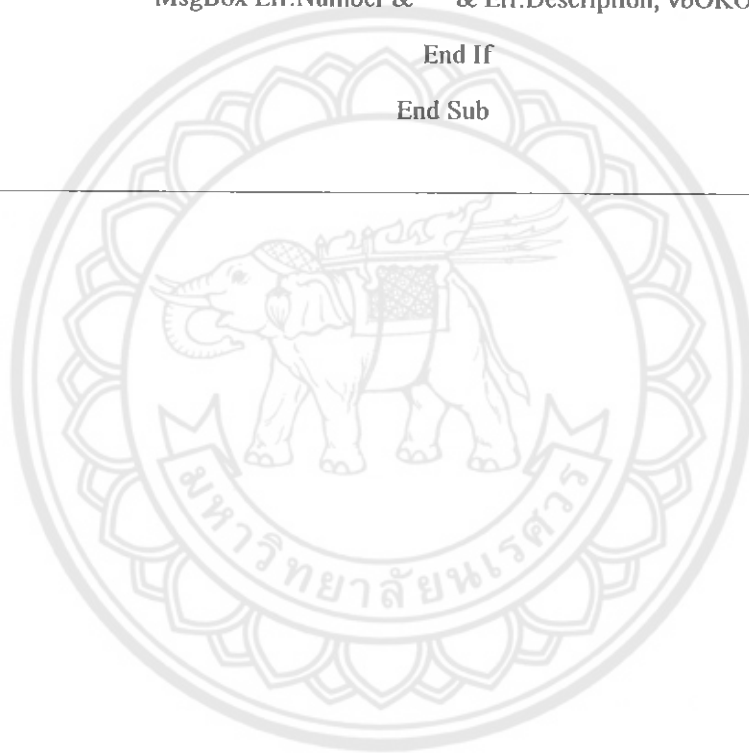 MsgBox Err.Number & & Err.Description, vbOKO
End If
End Sub
มหาวิทยาลัยนเรศวร